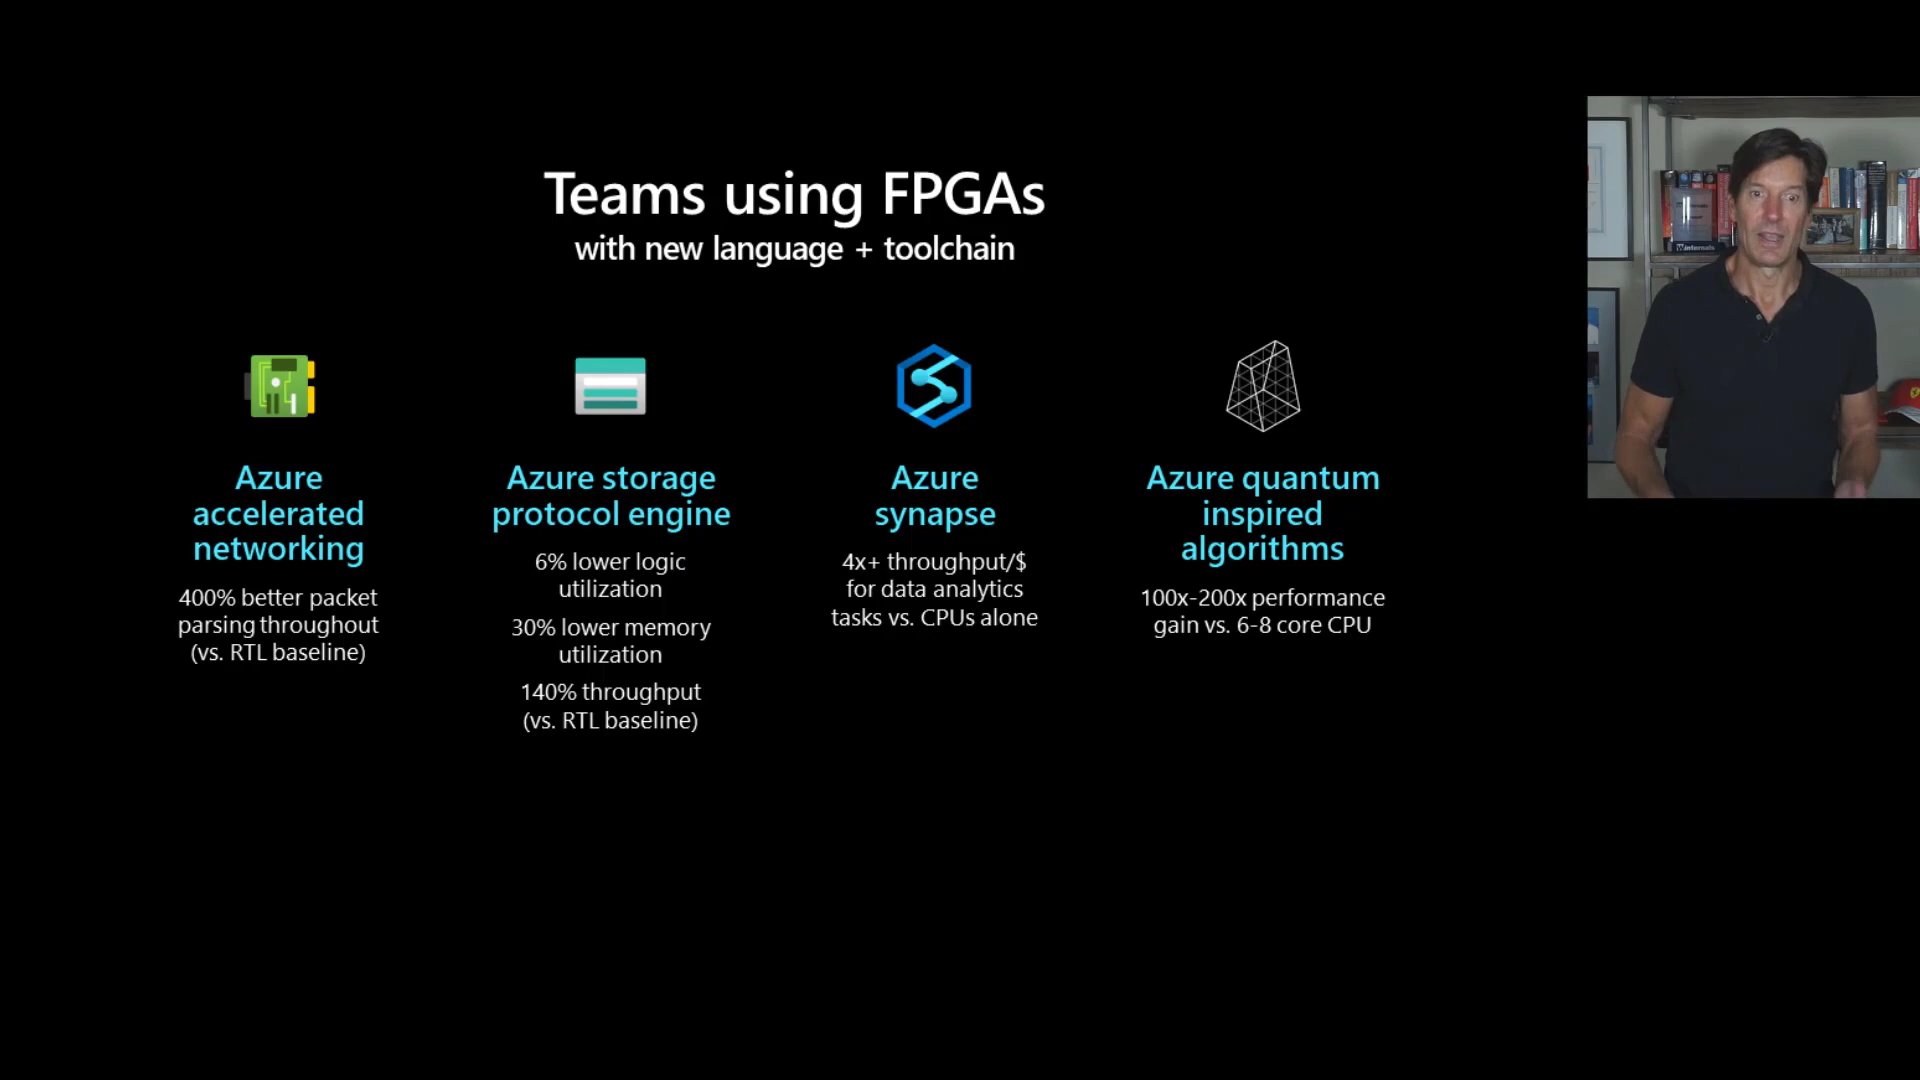 Teams using FPGAs
with new language + toolchain
Azure
accelerated
networking
400% better packet
parsing throughout
(vs. RTL baseline)
Azure storage
protocol engine
6% lower logic
utilization
30% lower memory
utilization
140% throughput
(vs. RTL baseline)
Azure
synapse
4x+ throughput/$
for data analytics
tasks vs. CPUs alone
Azure quantum
inspired
algorithms
100x-200x performance
gain vs. 6-8 core CPU